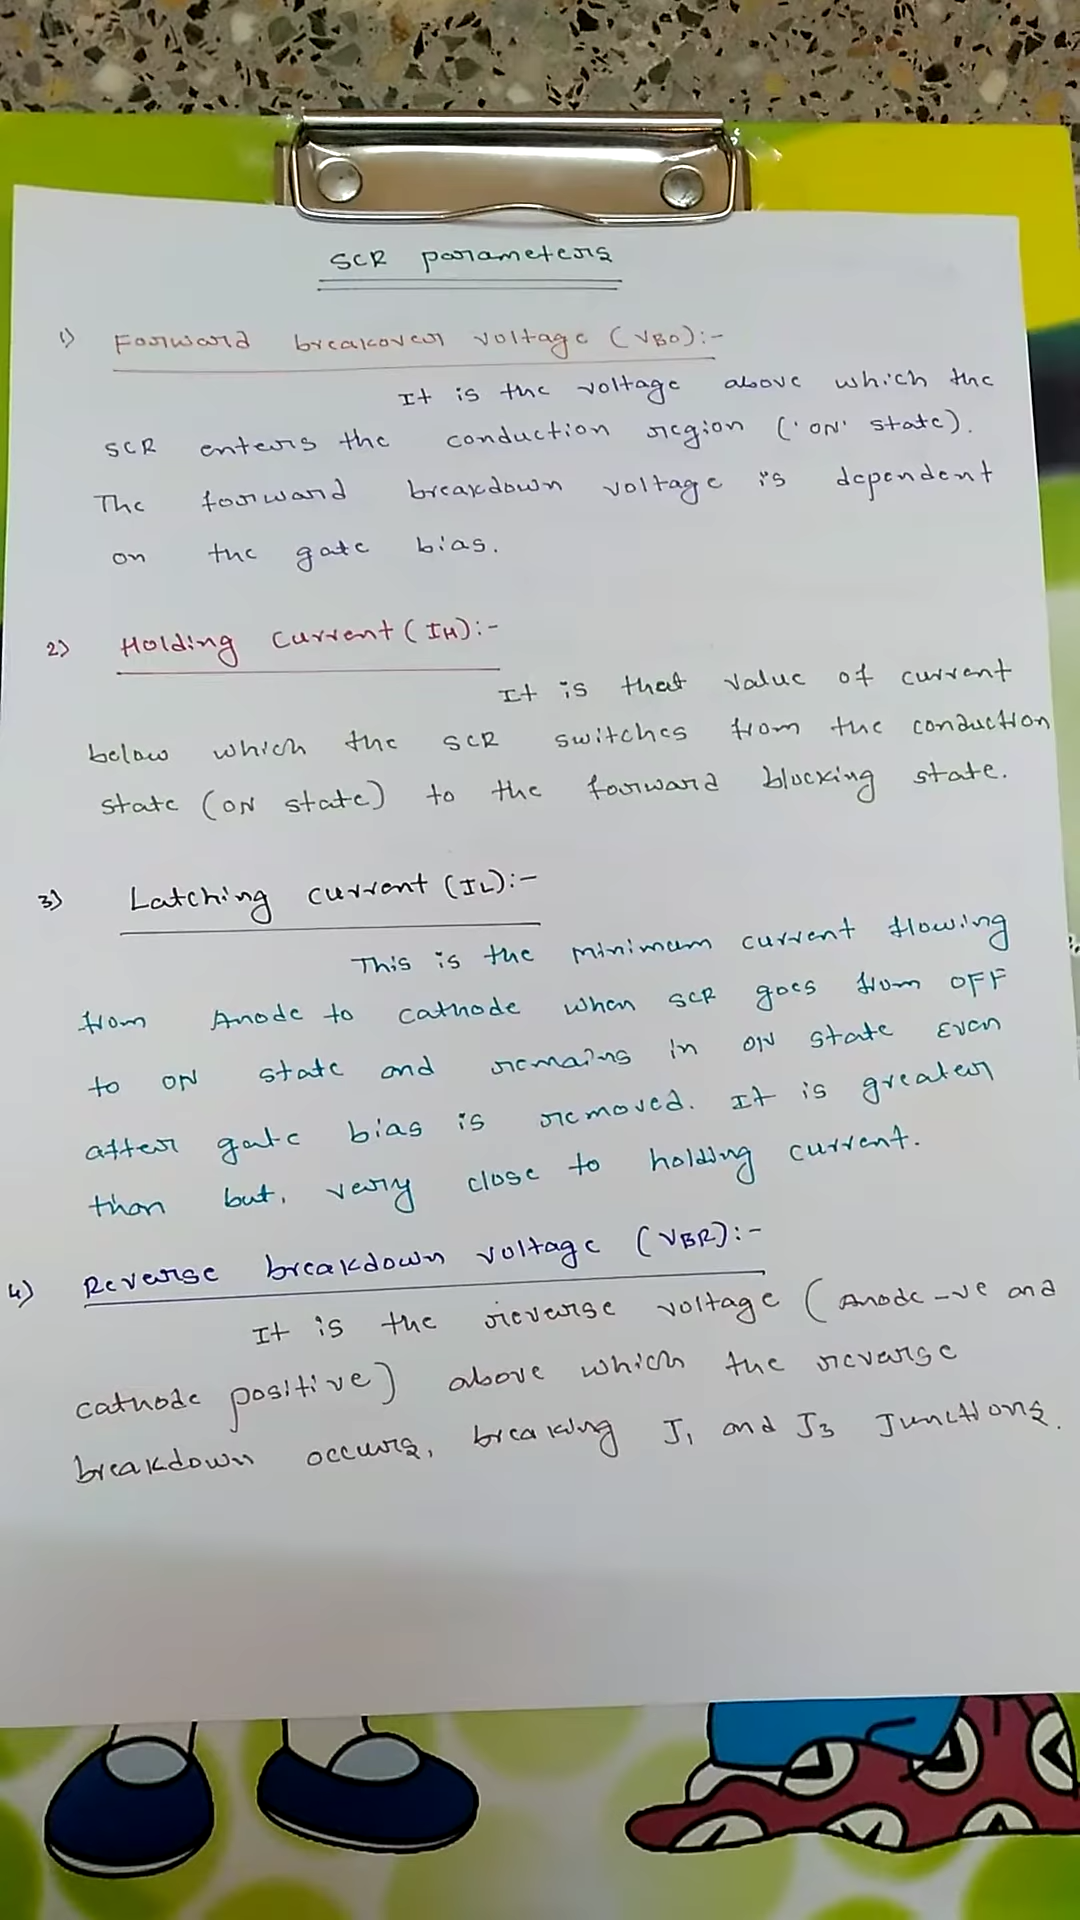 SCR parameters
1) Forward breakover voltage (VBO):-
It is the voltage above which the
SCR enters the conduction region ('ON' state).
The forward breakdown voltage is dependent
on the gate bias.
2) Holding current (IH):-
It is that value of current
below which the SCR switches from the conduction
state (ON state) to the forward blocking state.
3) Latching current (IL):-
This is the minimum current flowing
from Anode to cathode when SCR goes from OFF
to ON state and remains in ON state Even
after gate bias is removed. It is greater
than but, very close to holding current.
4) Reverse breakdown voltage (VBR):-
It is the reverse voltage (Anode -ve and
cathode positive) above which the reverse
breakdown occurs, breaking J1 and J3 Junctions.